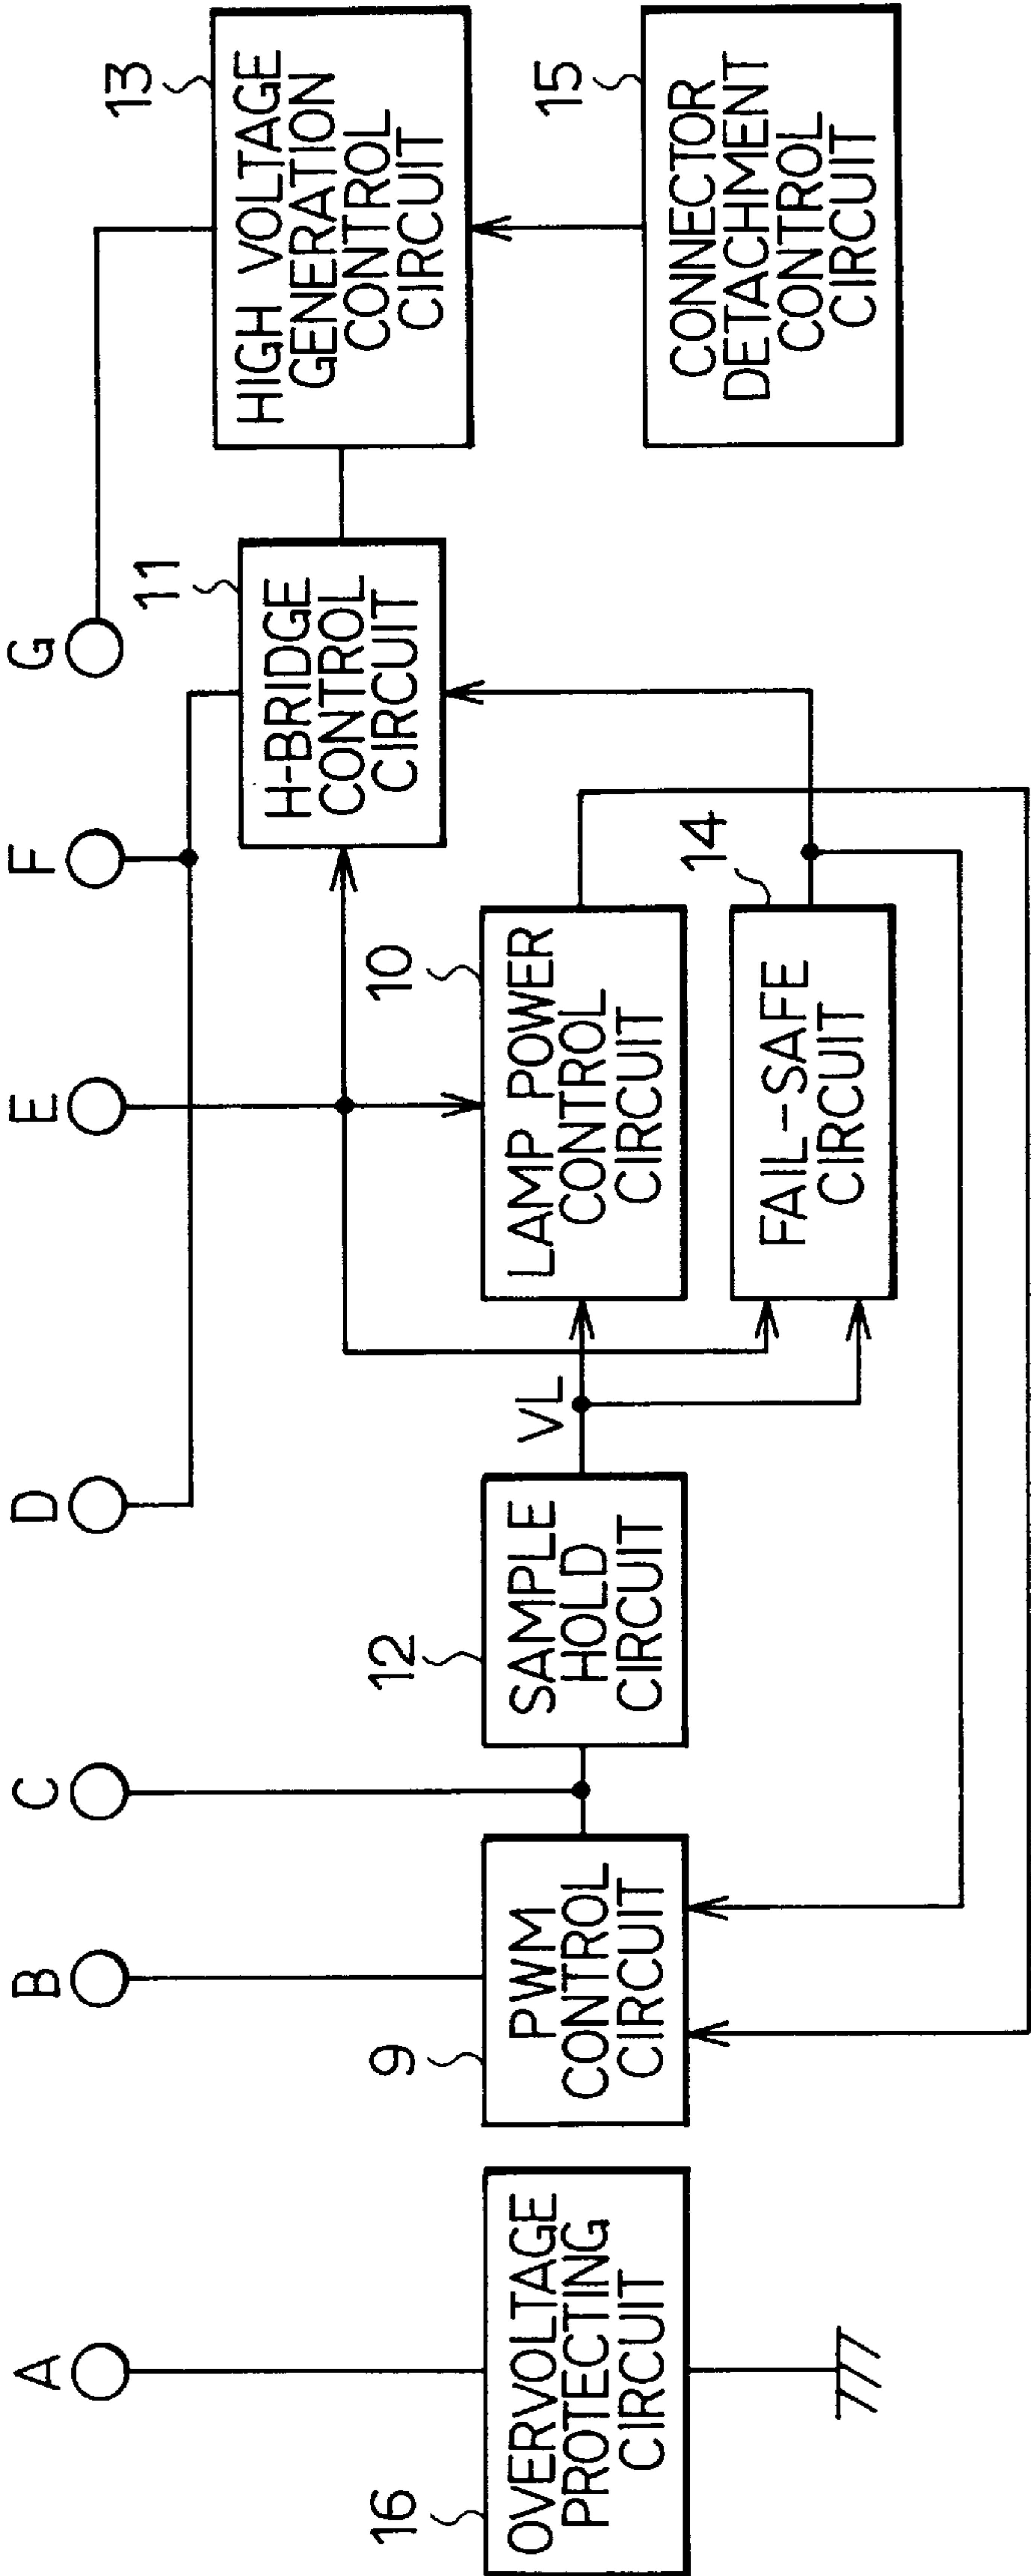 A
B
C
D
E
F
G
16
OVERVOLTAGE
PROTECTING
CIRCUIT
9
PWM
CONTROL
CIRCUIT
12
SAMPLE
HOLD
CIRCUIT
VL
10
LAMP POWER
CONTROL
CIRCUIT
14
FAIL-SAFE
CIRCUIT
11
H-BRIDGE
CONTROL
CIRCUIT
13
HIGH VOLTAGE
GENERATION
CONTROL
CIRCUIT
15
CONNECTOR
DETACHMENT
CONTROL
CIRCUIT